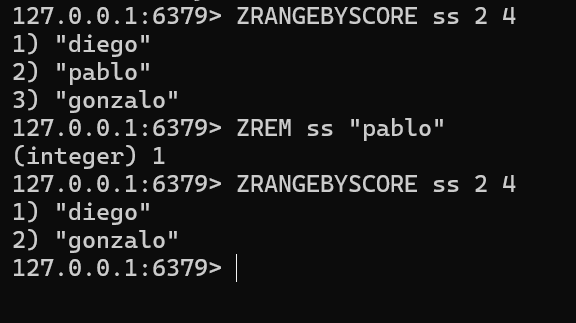 127.0.0.1:6379> ZRANGEBYSCORE ss 2 4
1) "diego"
2) "pablo"
3) "gonzalo"
127.0.0.1:6379> ZREM ss "pablo"
(integer) 1
127.0.0.1:6379> ZRANGEBYSCORE ss 2 4
1) "diego"
2) "gonzalo"
127.0.0.1:6379>